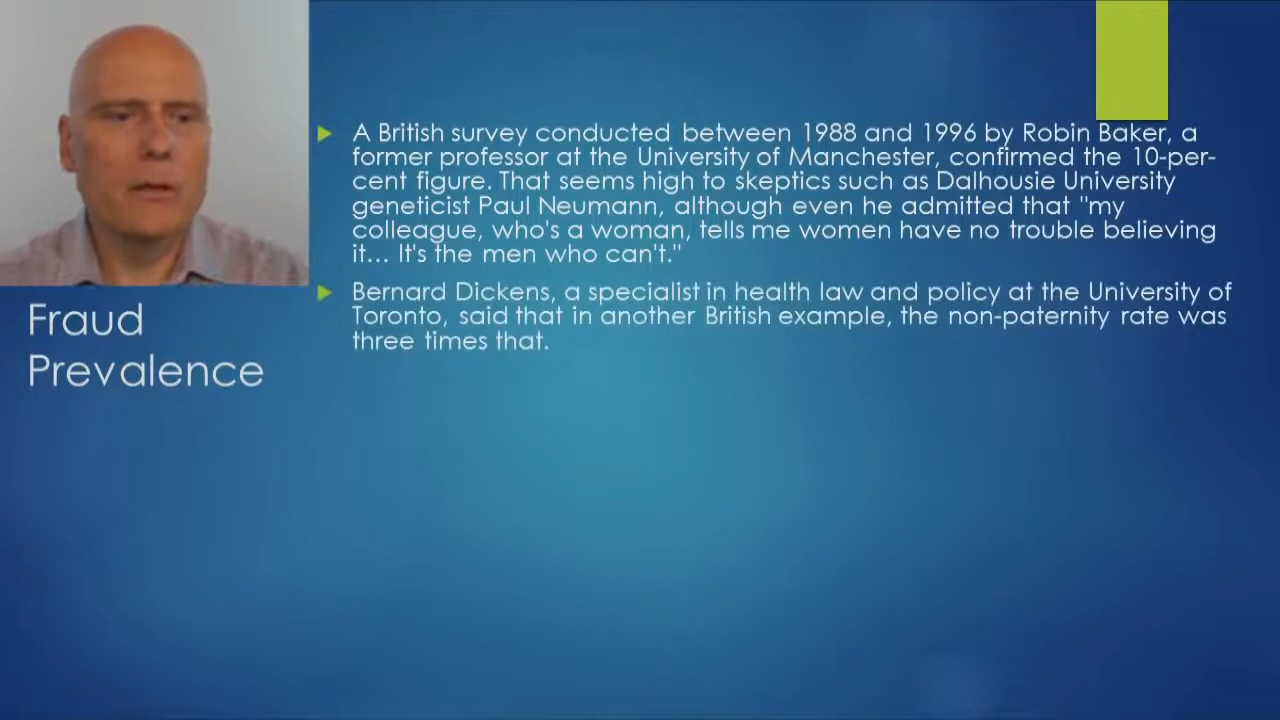 A British survey conducted between 1988 and 1996 by Robin Baker, a
former professor at the University of Manchester, confirmed the 10-per-
cent figure. That seems high to skeptics such as Dalhousie University
geneticist Paul Neumann, although even he admitted that "my
colleague, who's a woman, tells me women have no trouble believing
it... It's the men who can't."
Bernard Dickens, a specialist in health law and policy at the University of
Toronto, said that in another British example, the non-paternity rate was
three times that.
Fraud
Prevalence